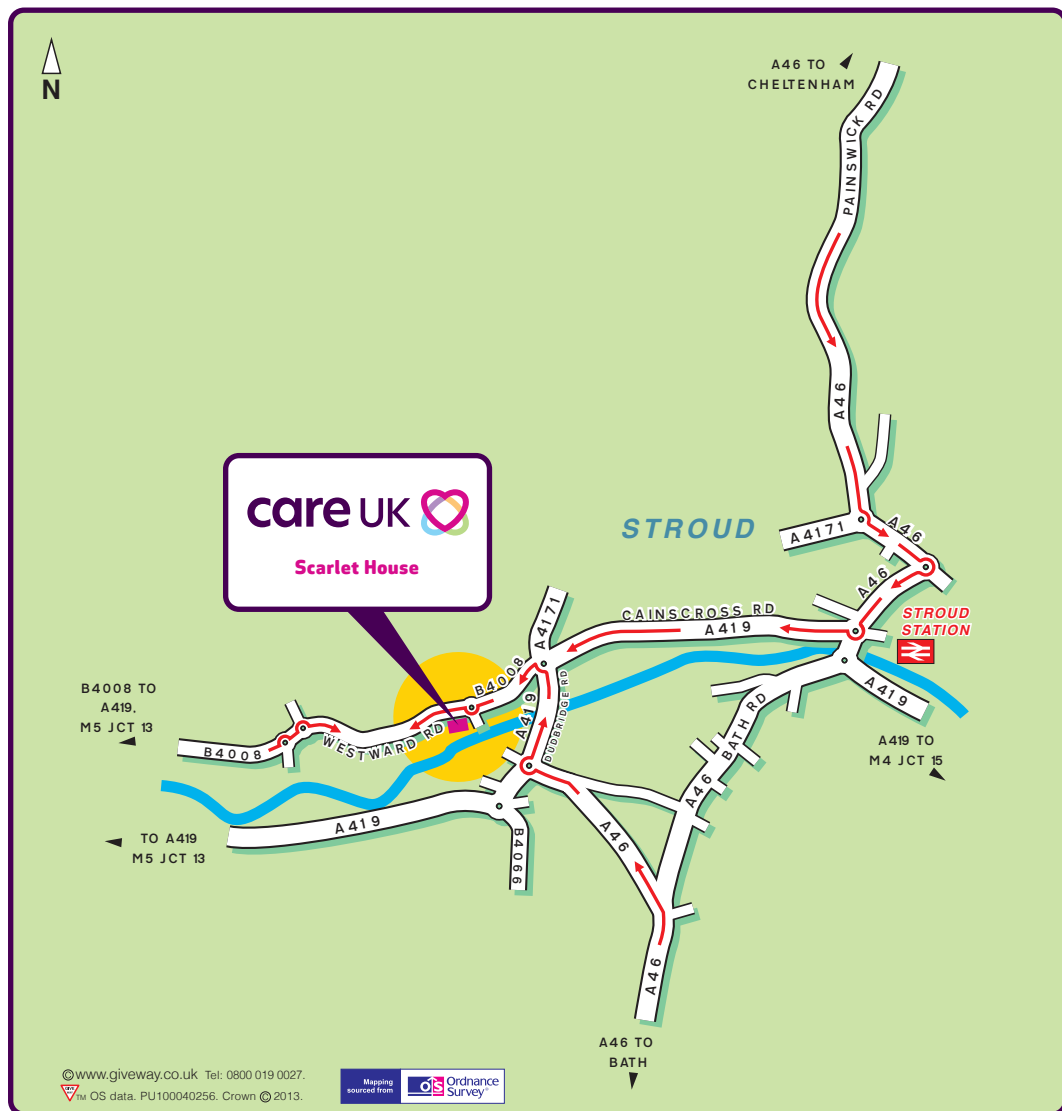 N
A46 TO
CHELTENHAM
PAINSWICK RD
A46
A46
A4171
STROUD
A46
STROUD
STATION
CAINSCROSS RD
A419
A419
A419 TO
M4 JCT 15
care UK
Scarlet House
A4171
B4008
A419
DUDBRIDGE RD
WESTWARD RD
B4008
B4008 TO
A419,
M5 JCT 13
BATH RD
A46
A419
TO A419
M5 JCT 13
B4066
A46
A46
A46 TO
BATH
©www.giveway.co.uk Tel: 0800 019 0027.
GIVE WAY TM OS data. PU100040256. Crown © 2013.
Mapping
sourced from
OS Ordnance
Survey®